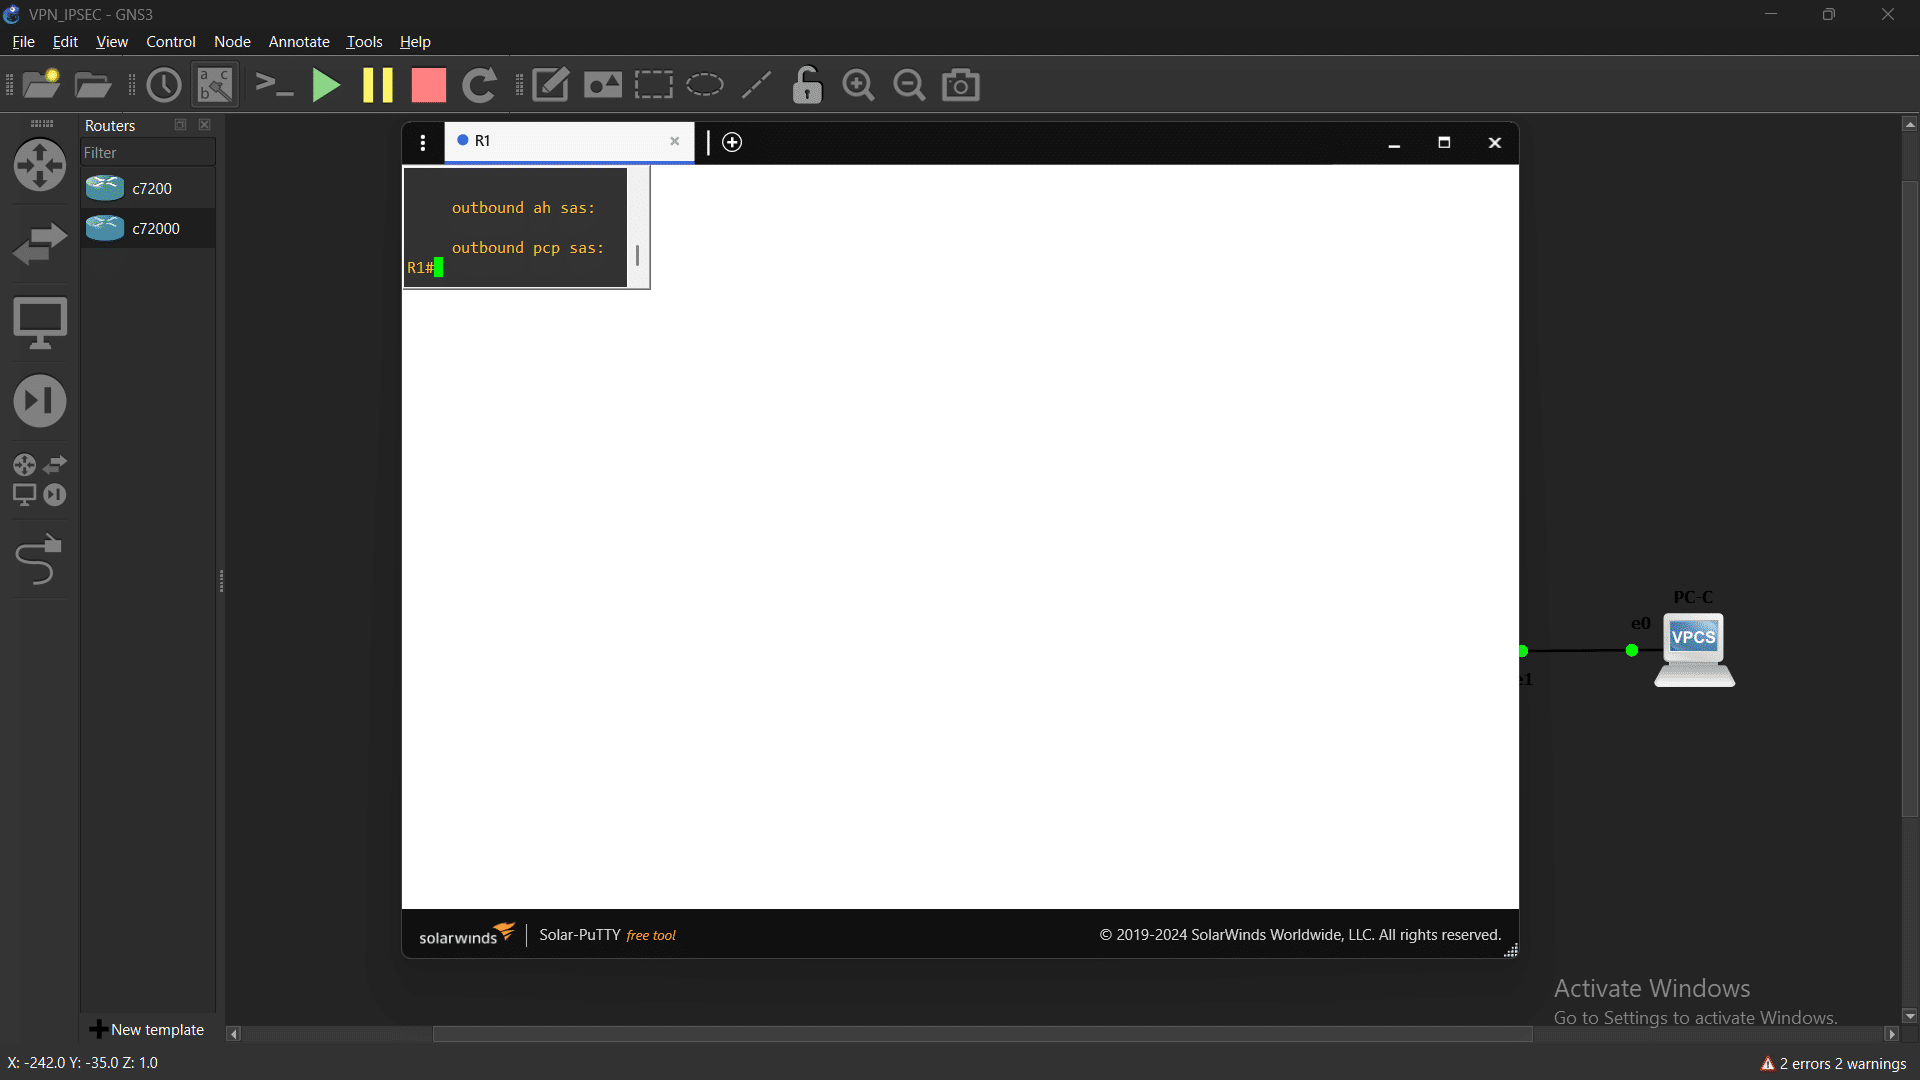 VPN_IPSEC - GNS3
File Edit View Control Node Annotate Tools Help
a c
b
Routers
Filter
c7200
c72000
R1
outbound ah sas:
outbound pcp sas:
R1#
PC-C
e0
VPCS
e1
solarwinds
Solar-PuTTY free tool
© 2019-2024 SolarWinds Worldwide, LLC. All rights reserved.
Activate Windows
Go to Settings to activate Windows.
New template
X: -242.0 Y: -35.0 Z: 1.0
2 errors 2 warnings